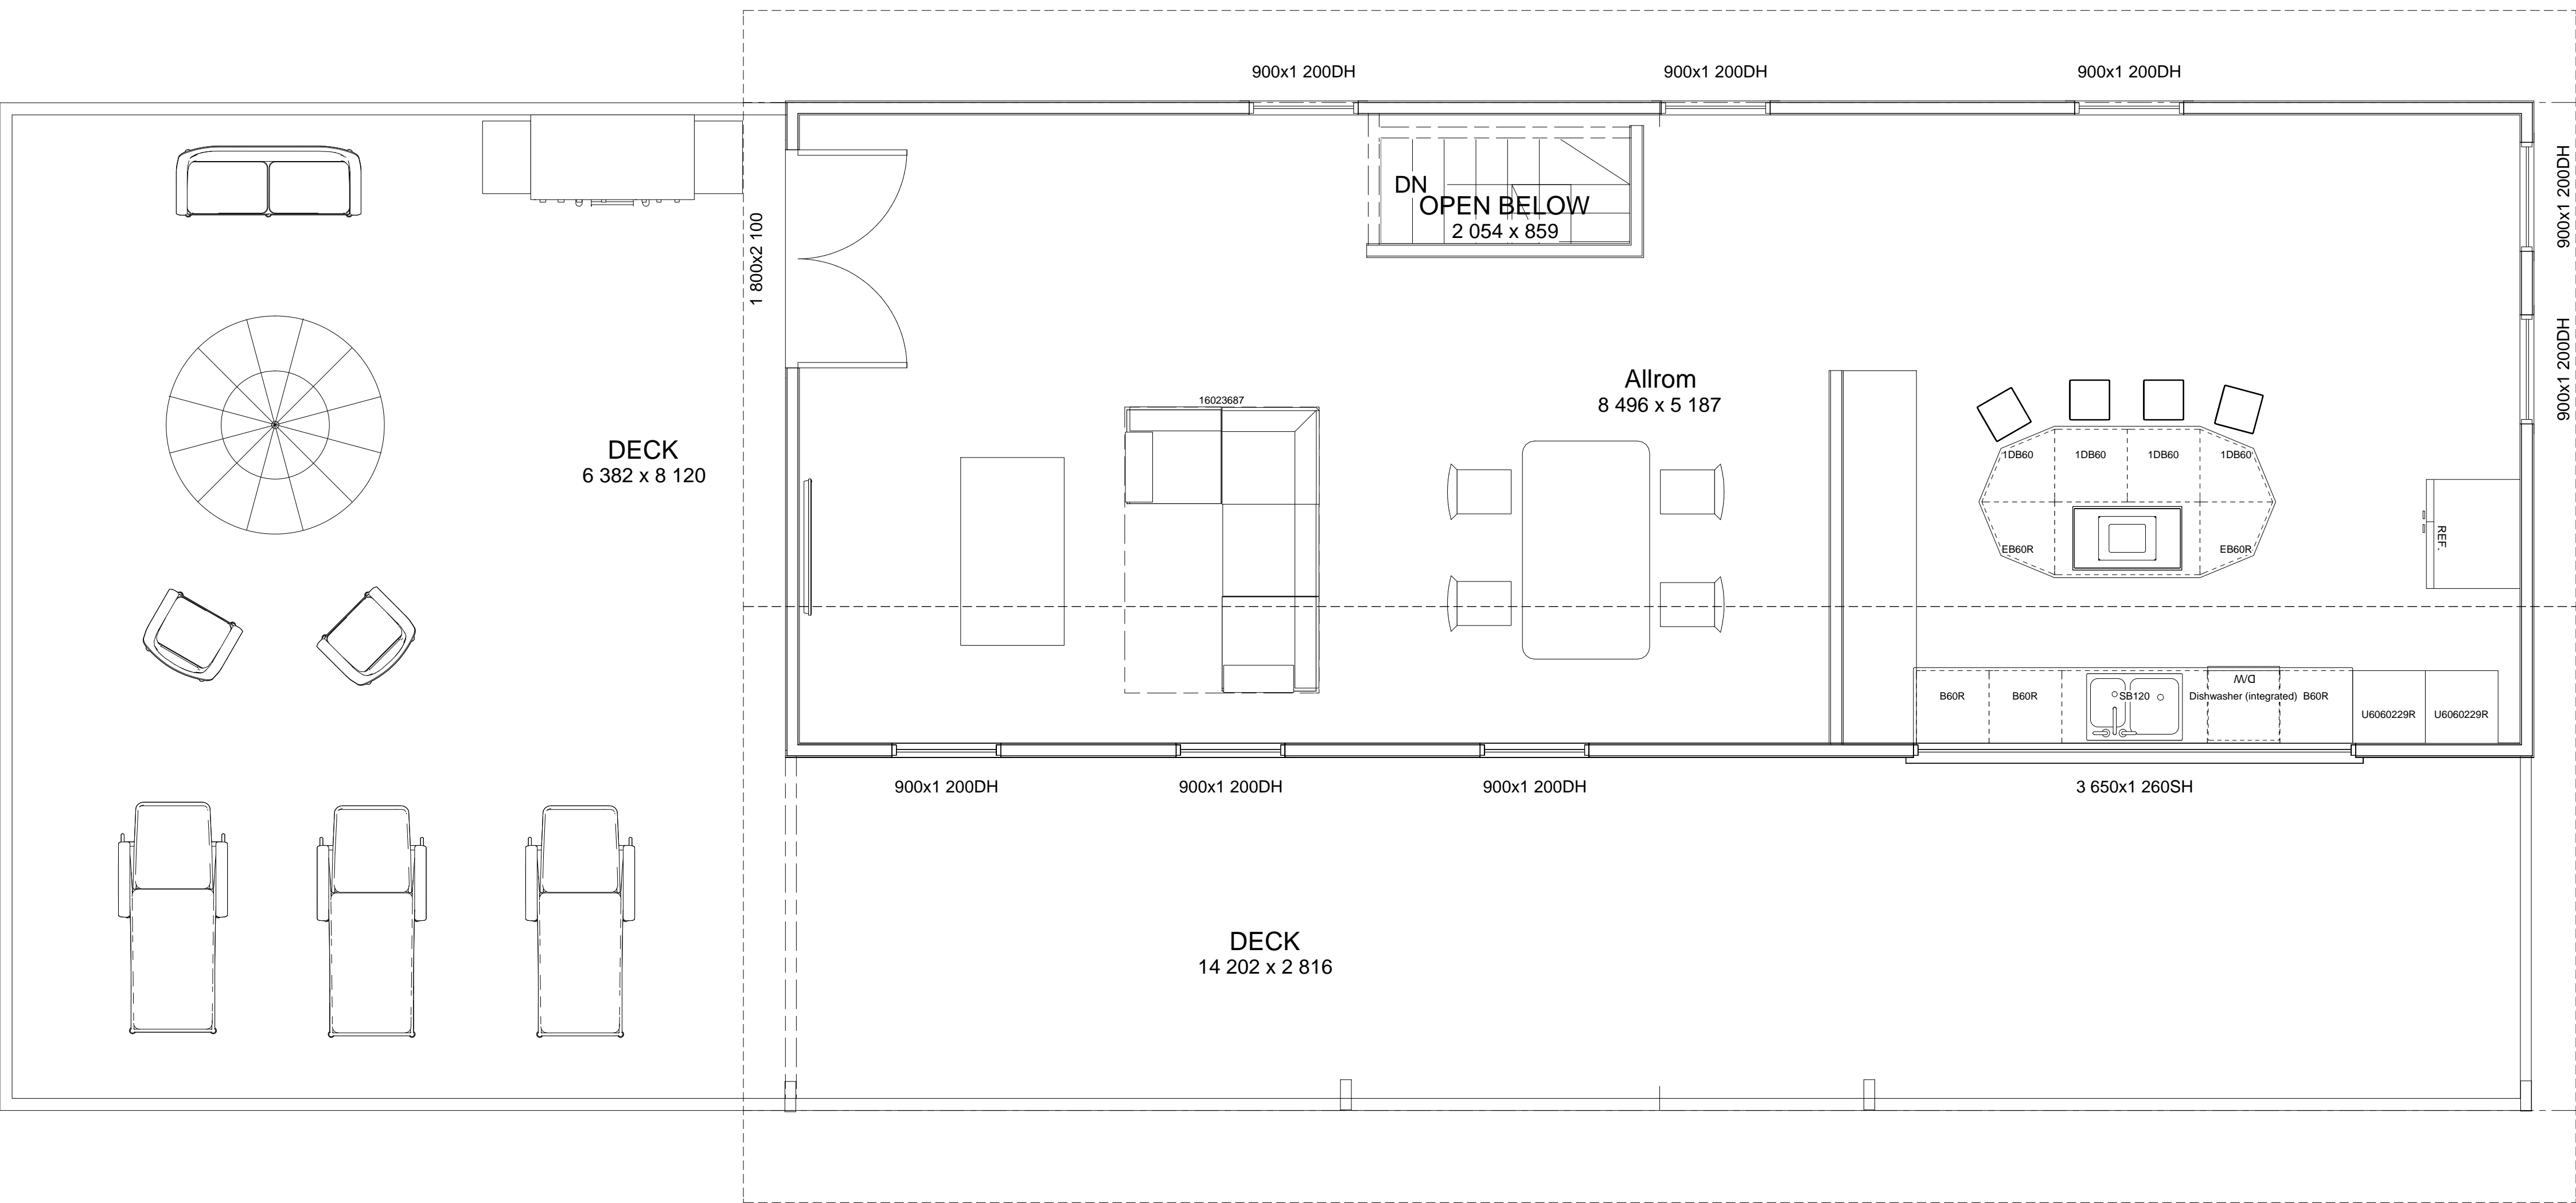 900x1 200DH
900x1 200DH
900x1 200DH
900x1 200DH
900x1 200DH
1 800x2 100
DN
OPEN BELOW
2 054 x 859
Allrom
8 496 x 5 187
16023687
DECK
6 382 x 8 120
1DB60
1DB60
1DB60
1DB60
EB60R
EB60R
REF.
B60R
B60R
SB120
D/W
Dishwasher (integrated)
B60R
U6060229R
U6060229R
900x1 200DH
900x1 200DH
900x1 200DH
3 650x1 260SH
DECK
14 202 x 2 816